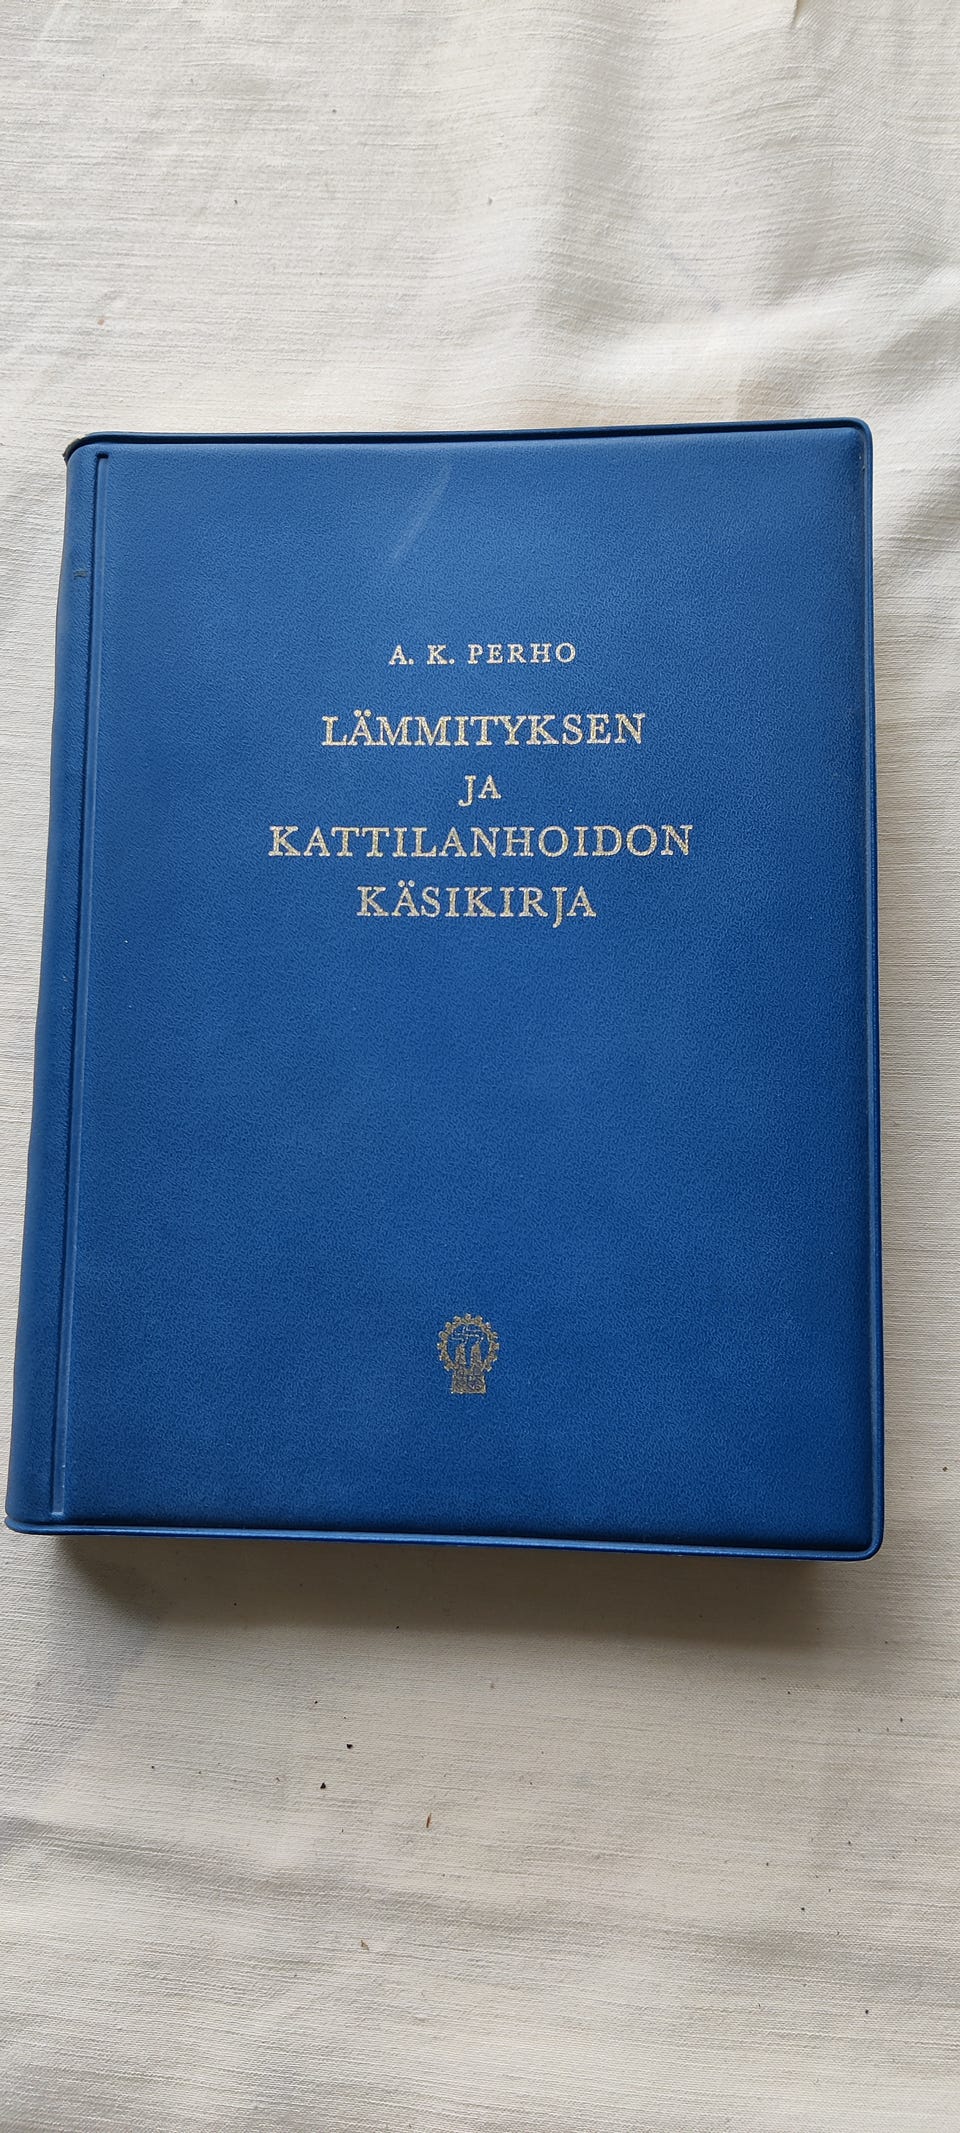 A. K. PERHO
LÄMMITYKSEN
JA
KATTILANHOIDON
KÄSIKIRJA